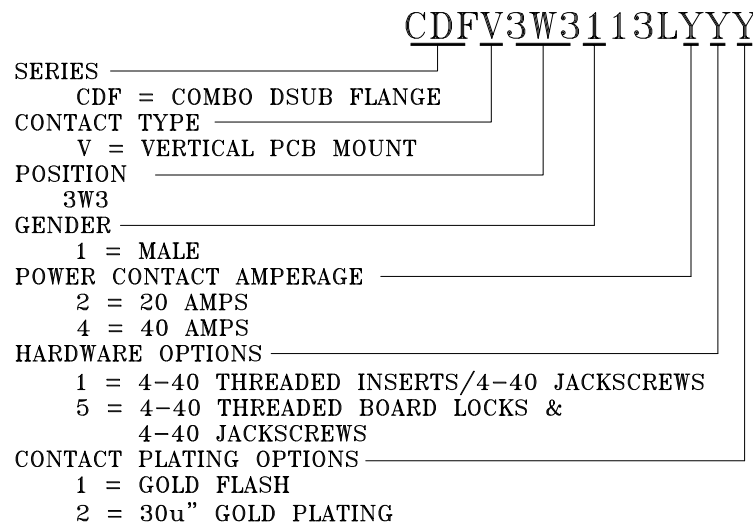 CDFV3W3113LYYY
SERIES
CDF = COMBO DSUB FLANGE
CONTACT TYPE
V = VERTICAL PCB MOUNT
POSITION
3W3
GENDER
1 = MALE
POWER CONTACT AMPERAGE
2 = 20 AMPS
4 = 40 AMPS
HARDWARE OPTIONS
1 = 4-40 THREADED INSERTS/4-40 JACKSCREWS
5 = 4-40 THREADED BOARD LOCKS &
4-40 JACKSCREWS
CONTACT PLATING OPTIONS
1 = GOLD FLASH
2 = 30u" GOLD PLATING